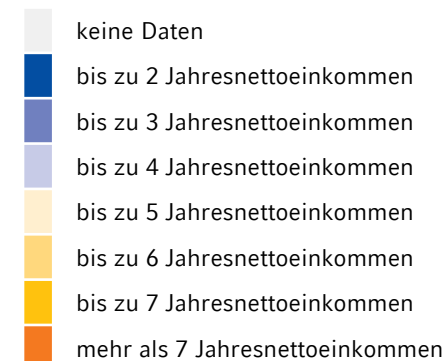 keine Daten
bis zu 2 Jahresnettoeinkommen
bis zu 3 Jahresnettoeinkommen
bis zu 4 Jahresnettoeinkommen
bis zu 5 Jahresnettoeinkommen
bis zu 6 Jahresnettoeinkommen
bis zu 7 Jahresnettoeinkommen
mehr als 7 Jahresnettoeinkommen